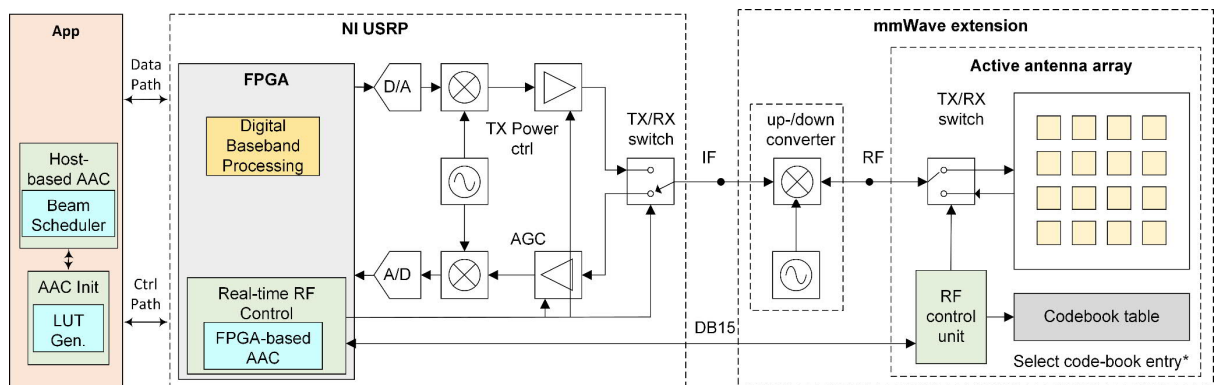 App
NI USRP
mmWave extension
Data
Path
FPGA
D/A
Active antenna array
TX/RX
switch
Digital
Baseband
Processing
TX Power
ctrl
TX/RX
switch
up-/down
converter
Host-
based AAC
Beam
Scheduler
IF
RF
AGC
AAC Init
LUT
Gen.
Ctrl
Path
A/D
Real-time RF
Control
FPGA-based
AAC
DB15
RF
control
unit
Codebook table
Select code-book entry*